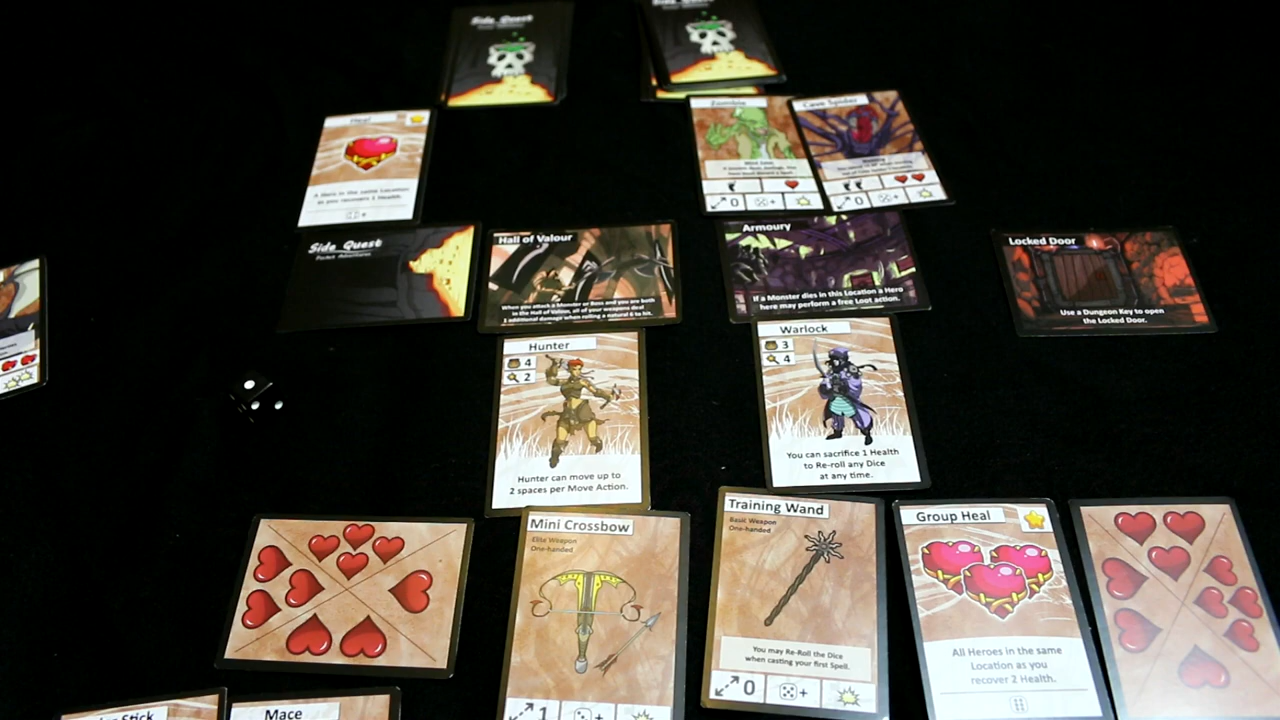 Side Quest
Side Quest
Heal
A Hero in the same Location
as you recovers 1 Health.
Zombie
0
Cave Spider
0
Side Quest
Pocket Adventures
Hall of Valour
When you attack a Monster or Boss and you are both
in the Hall of Valour, all of your weapons deal
1 additional damage when rolling a natural 6 to hit.
Armoury
If a Monster dies in this Location a Hero
here may perform a free Loot action.
Locked Door
Use a Dungeon Key to open
the Locked Door.
Hunter
4
2
Hunter can move up to
2 spaces per Move Action.
Warlock
3
4
You can sacrifice 1 Health
to Re-roll any Dice
at any time.
Mini Crossbow
Elite Weapon
One-handed
1
+
Training Wand
Basic Weapon
One-handed
You may Re-Roll the Dice
when casting your first Spell.
0
+
Group Heal
All Heroes in the same
Location as you
recover 2 Health.
Stick
Mace